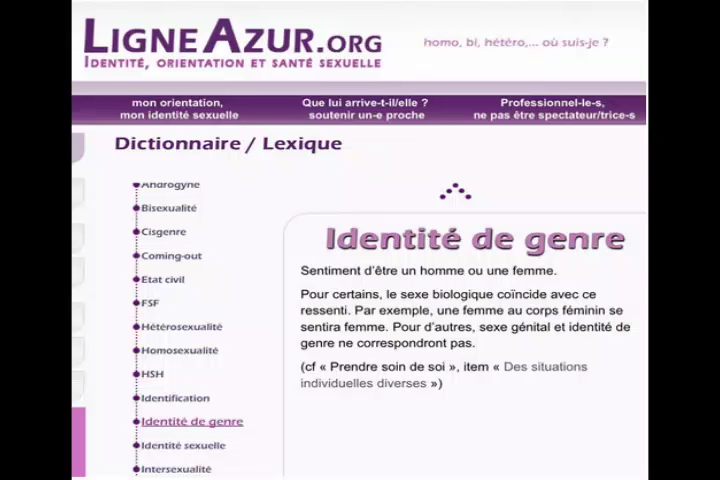 LIGNEAZUR.ORG
IDENTITÉ, ORIENTATION ET SANTÉ SEXUELLE
homo, bi, hétéro,... où suis-je ?
mon orientation,
mon identité sexuelle
Que lui arrive-t-il/elle ?
soutenir un-e proche
Professionnel-le-s,
ne pas être spectateur/trice-s
Dictionnaire / Lexique
Androgyne
Bisexualité
Cisgenre
Coming-out
Etat civil
FSF
Hétérosexualité
Homosexualité
HSH
Identification
Identité de genre
Identité sexuelle
Intersexualité
Identité de genre
Sentiment d'être un homme ou une femme.
Pour certains, le sexe biologique coïncide avec ce
ressenti. Par exemple, une femme au corps féminin se
sentira femme. Pour d'autres, sexe génital et identité de
genre ne correspondront pas.
(cf « Prendre soin de soi », item « Des situations
individuelles diverses »)